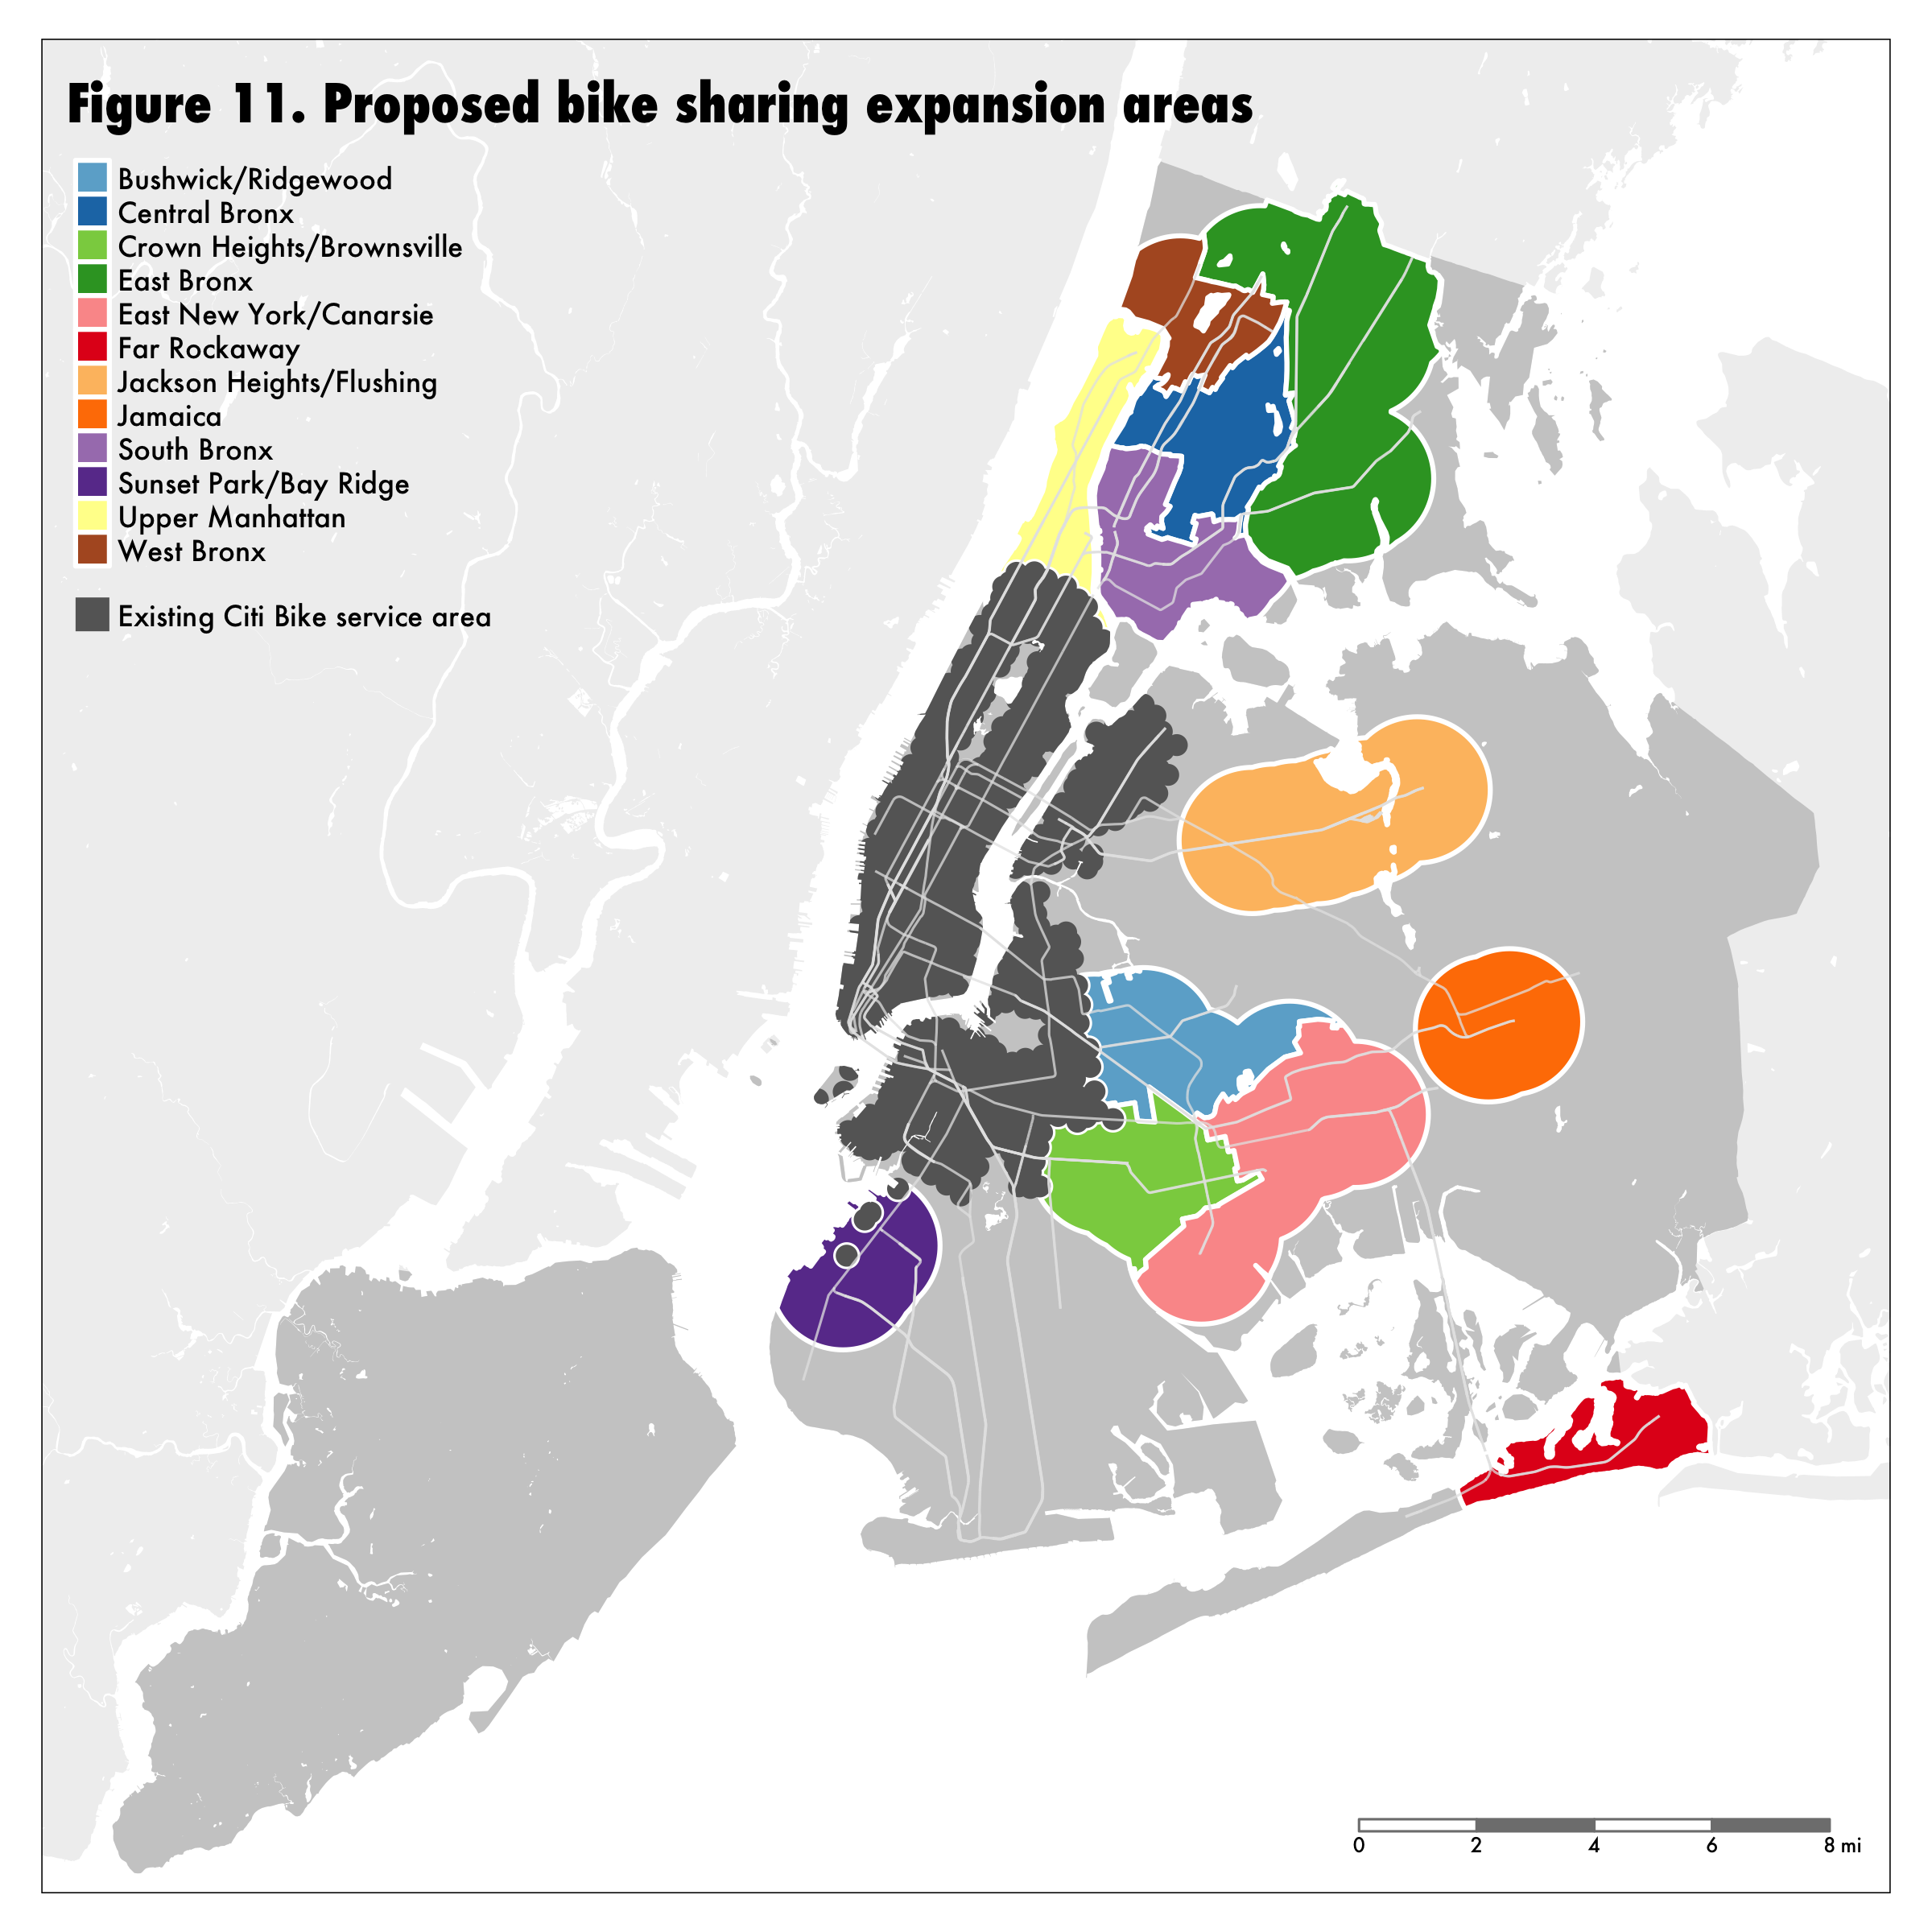 Figure 11. Proposed bike sharing expansion areas
Bushwick/Ridgewood
Central Bronx
Crown Heights/Brownsville
East Bronx
East New York/Canarsie
Far Rockaway
Jackson Heights/Flushing
Jamaica
South Bronx
Sunset Park/Bay Ridge
Upper Manhattan
West Bronx
Existing Citi Bike service area
0 2 4 6 8 mi